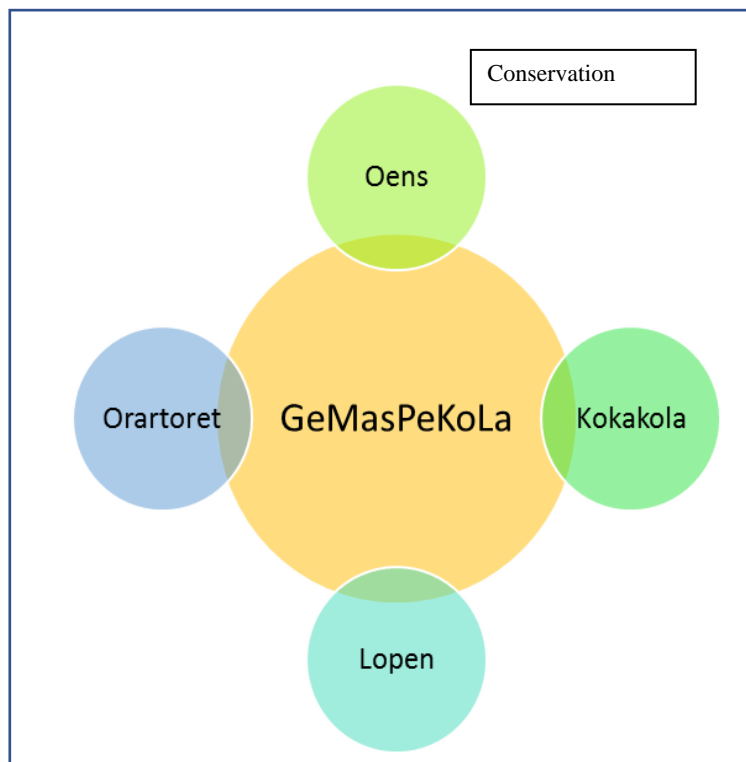 Conservation
Oens
Orartoret
GeMasPeKoLa
Kokakola
Lopen